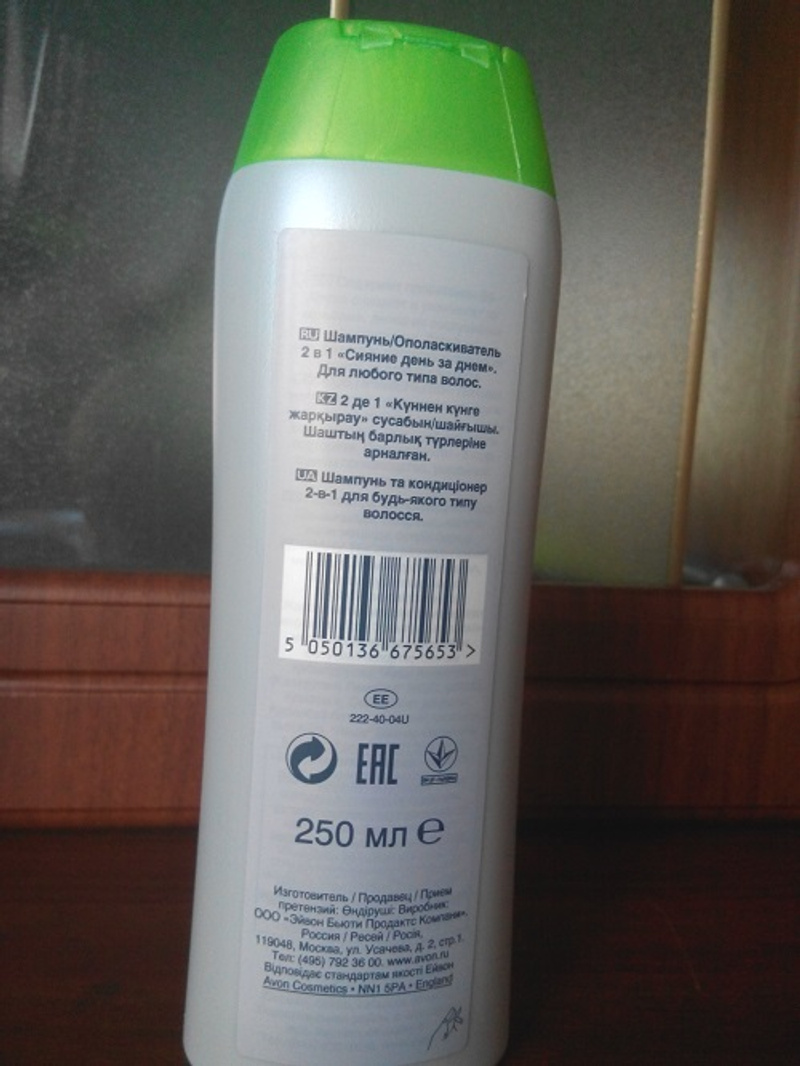 RU Шампунь/Ополаскиватель
2 в 1 «Сияние день за днем».
Для любого типа волос.
KZ 2 де 1 «Күннен күнге
жарқырау» сусабын/шайғышы.
Шаштың барлық түрлеріне
арналған.
UA Шампунь та кондиціонер
2-в-1 для будь-якого типу
волосся.
5 050136 675653 >
EE
222-40-04U
EAC
250 мл ℮
Изготовитель / Продавец / Прием
претензий: Өндіруші: Виробник:
ООО «Эйвон Бьюти Продактс Компани».
Россия / Ресей / Росія,
119048, Москва, ул. Усачева, д. 2, стр.1.
Тел: (495) 792 36 00. www.avon.ru
Відповідає стандартам якості Ейвон
Avon Cosmetics • NN1 5PA • England